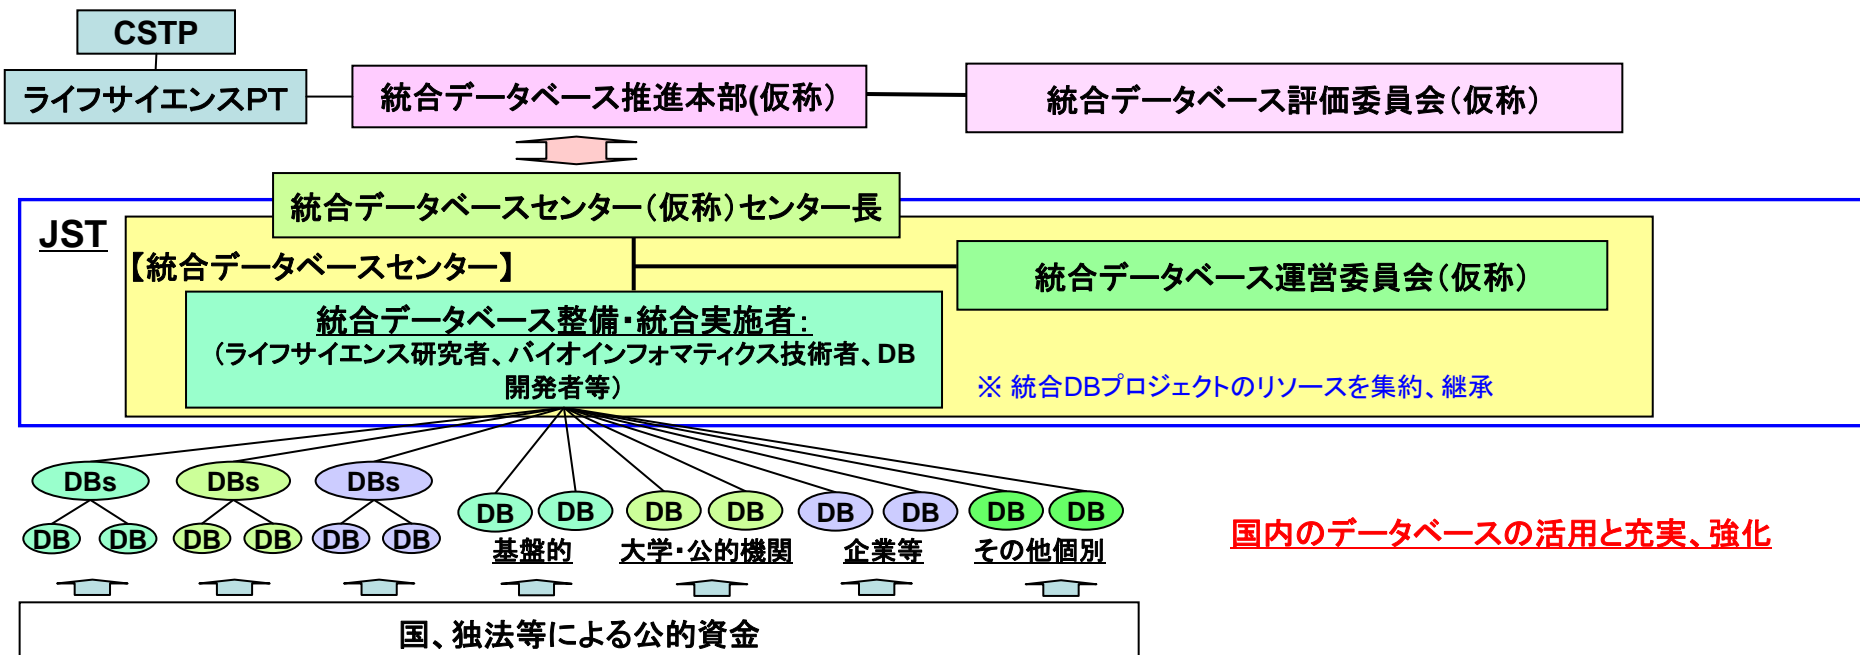 CSTP
ライフサイエンスPT
統合データベース推進本部(仮称)
統合データベース評価委員会(仮称)
統合データベースセンター(仮称)センター長
JST
【統合データベースセンター】
統合データベース運営委員会(仮称)
統合データベース整備・統合実施者:
(ライフサイエンス研究者、バイオインフォマティクス技術者、DB
開発者等)
※ 統合DBプロジェクトのリソースを集約、継承
DBs DBs DBs
DB DB DB DB DB DB DB DB
DB DB DB DB DB DB
基盤的 大学・公的機関 企業等 その他個別
国内のデータベースの活用と充実、強化
国、独法等による公的資金